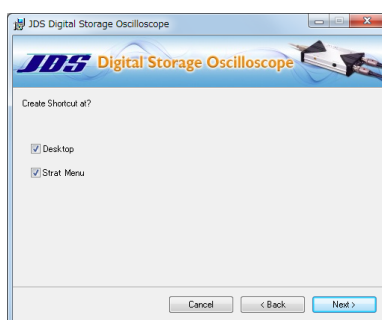 JDS Digital Storage Oscilloscope
JDS Digital Storage Oscilloscope
Create Shortcut at?
Desktop
Strat Menu
Cancel < Back Next >